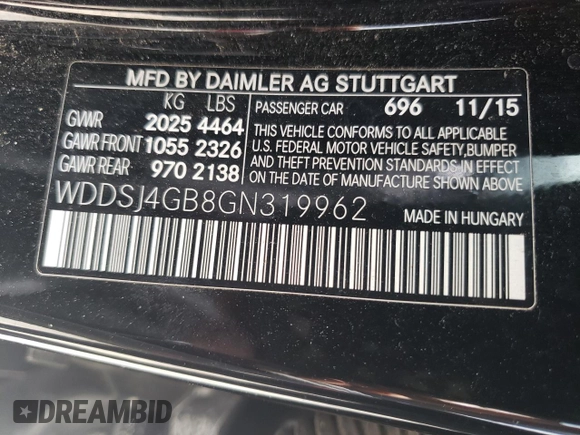 MFD BY DAIMLER AG STUTTGART
KG LBS
GVWR 2025 4464
GAWR FRONT 1055 2326
GAWR REAR 970 2138
PASSENGER CAR 696 11/15
THIS VEHICLE CONFORMS TO ALL APPLICABLE
U.S. FEDERAL MOTOR VEHICLE SAFETY,BUMPER
AND THEFT PREVENTION STANDARDS IN EFFECT
ON THE DATE OF MANUFACTURE SHOWN ABOVE.
WDDSJ4GB8GN319962 MADE IN HUNGARY
DREAMBID